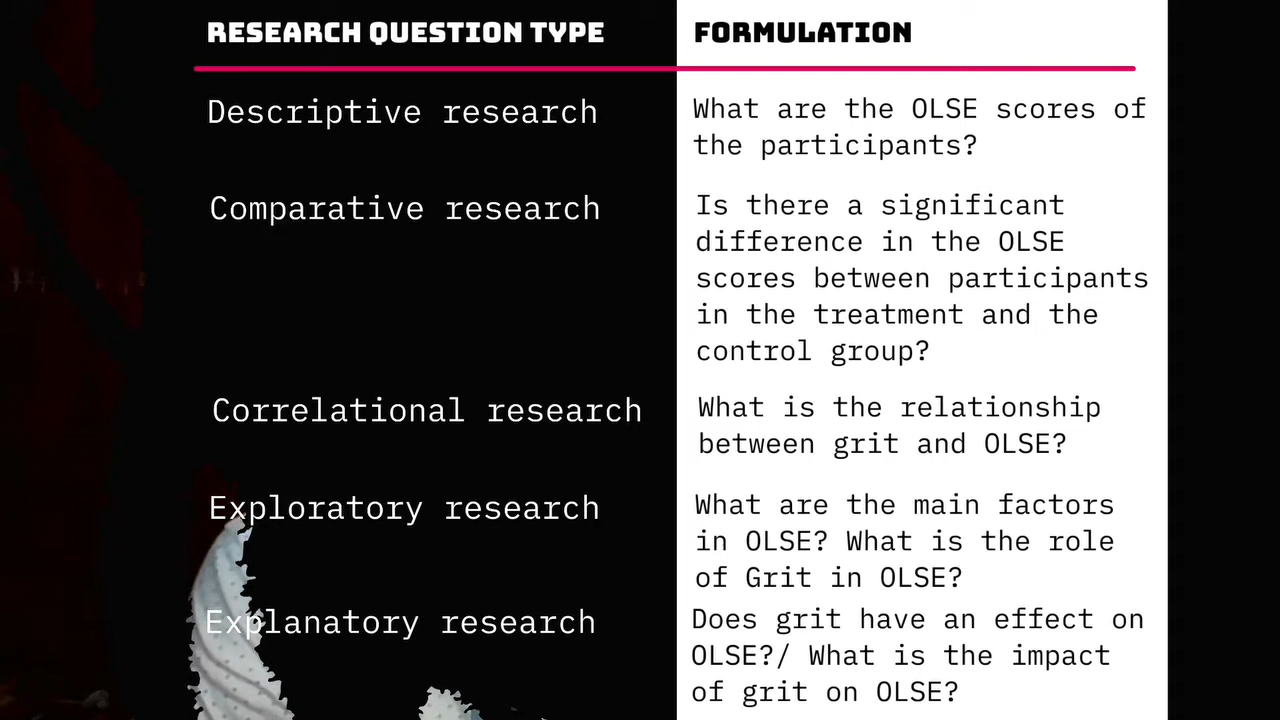 RESEARCH QUESTION TYPE
FORMULATION
Descriptive research
What are the OLSE scores of
the participants?
Comparative research
Is there a significant
difference in the OLSE
scores between participants
in the treatment and the
control group?
Correlational research
What is the relationship
between grit and OLSE?
Exploratory research
What are the main factors
in OLSE? What is the role
of Grit in OLSE?
Explanatory research
Does grit have an effect on
OLSE?/ What is the impact
of grit on OLSE?